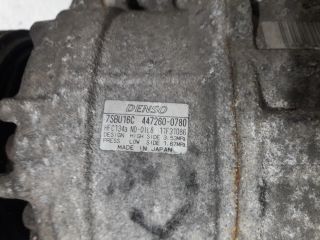 DENSO
7SBU16C 447260-0780
HFC134a ND-OIL8 11F31086
DESIGN HIGH SIDE 3.53MPa
PRESS LOW SIDE 1.67MPa
MADE IN JAPAN